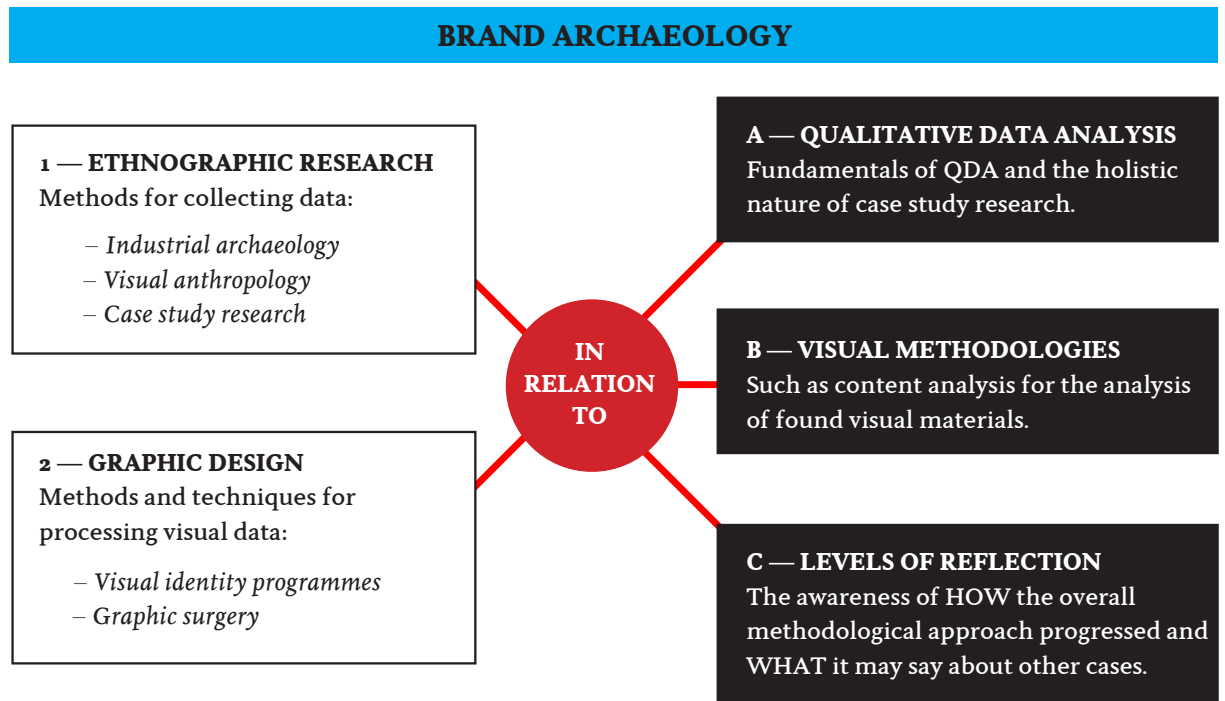 BRAND ARCHAEOLOGY
1 — ETHNOGRAPHIC RESEARCH
Methods for collecting data:
– Industrial archaeology
– Visual anthropology
– Case study research
2 — GRAPHIC DESIGN
Methods and techniques for
processing visual data:
– Visual identity programmes
– Graphic surgery
IN
RELATION
TO
A — QUALITATIVE DATA ANALYSIS
Fundamentals of QDA and the holistic
nature of case study research.
B — VISUAL METHODOLOGIES
Such as content analysis for the analysis
of found visual materials.
C — LEVELS OF REFLECTION
The awareness of HOW the overall
methodological approach progressed and
WHAT it may say about other cases.